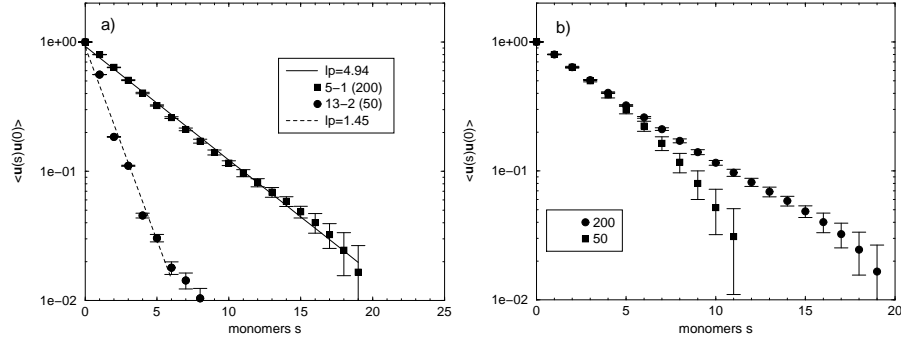 a)
1e+00
1e-01
1e-02
<u(s)u(0)>
lp=4.94
5-1 (200)
13-2 (50)
lp=1.45
0 5 10 15 20 25
monomers s
b)
1e+00
1e-01
1e-02
<u(s)u(0)>
200
50
0 5 10 15 20
monomers s